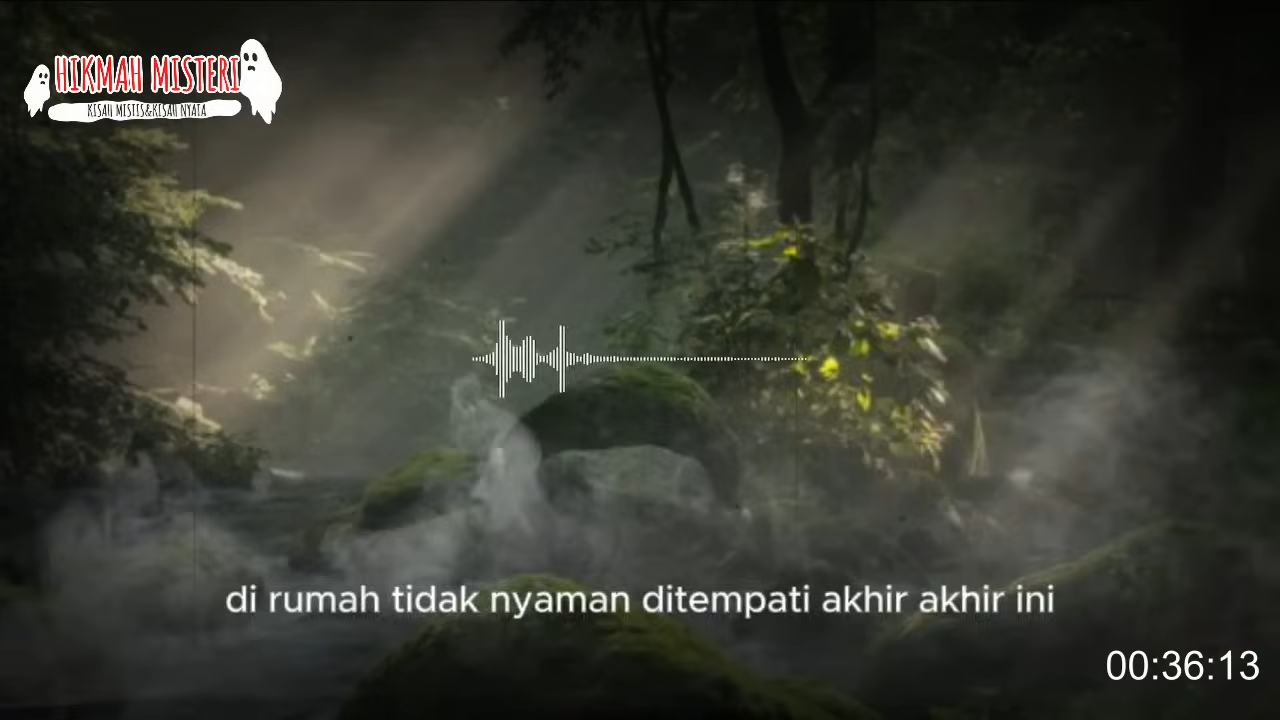 HIKMAH MISTERI
KISAH MISTIS&KISAH NYATA
di rumah tidak nyaman ditempati akhir akhir ini
00:36:13